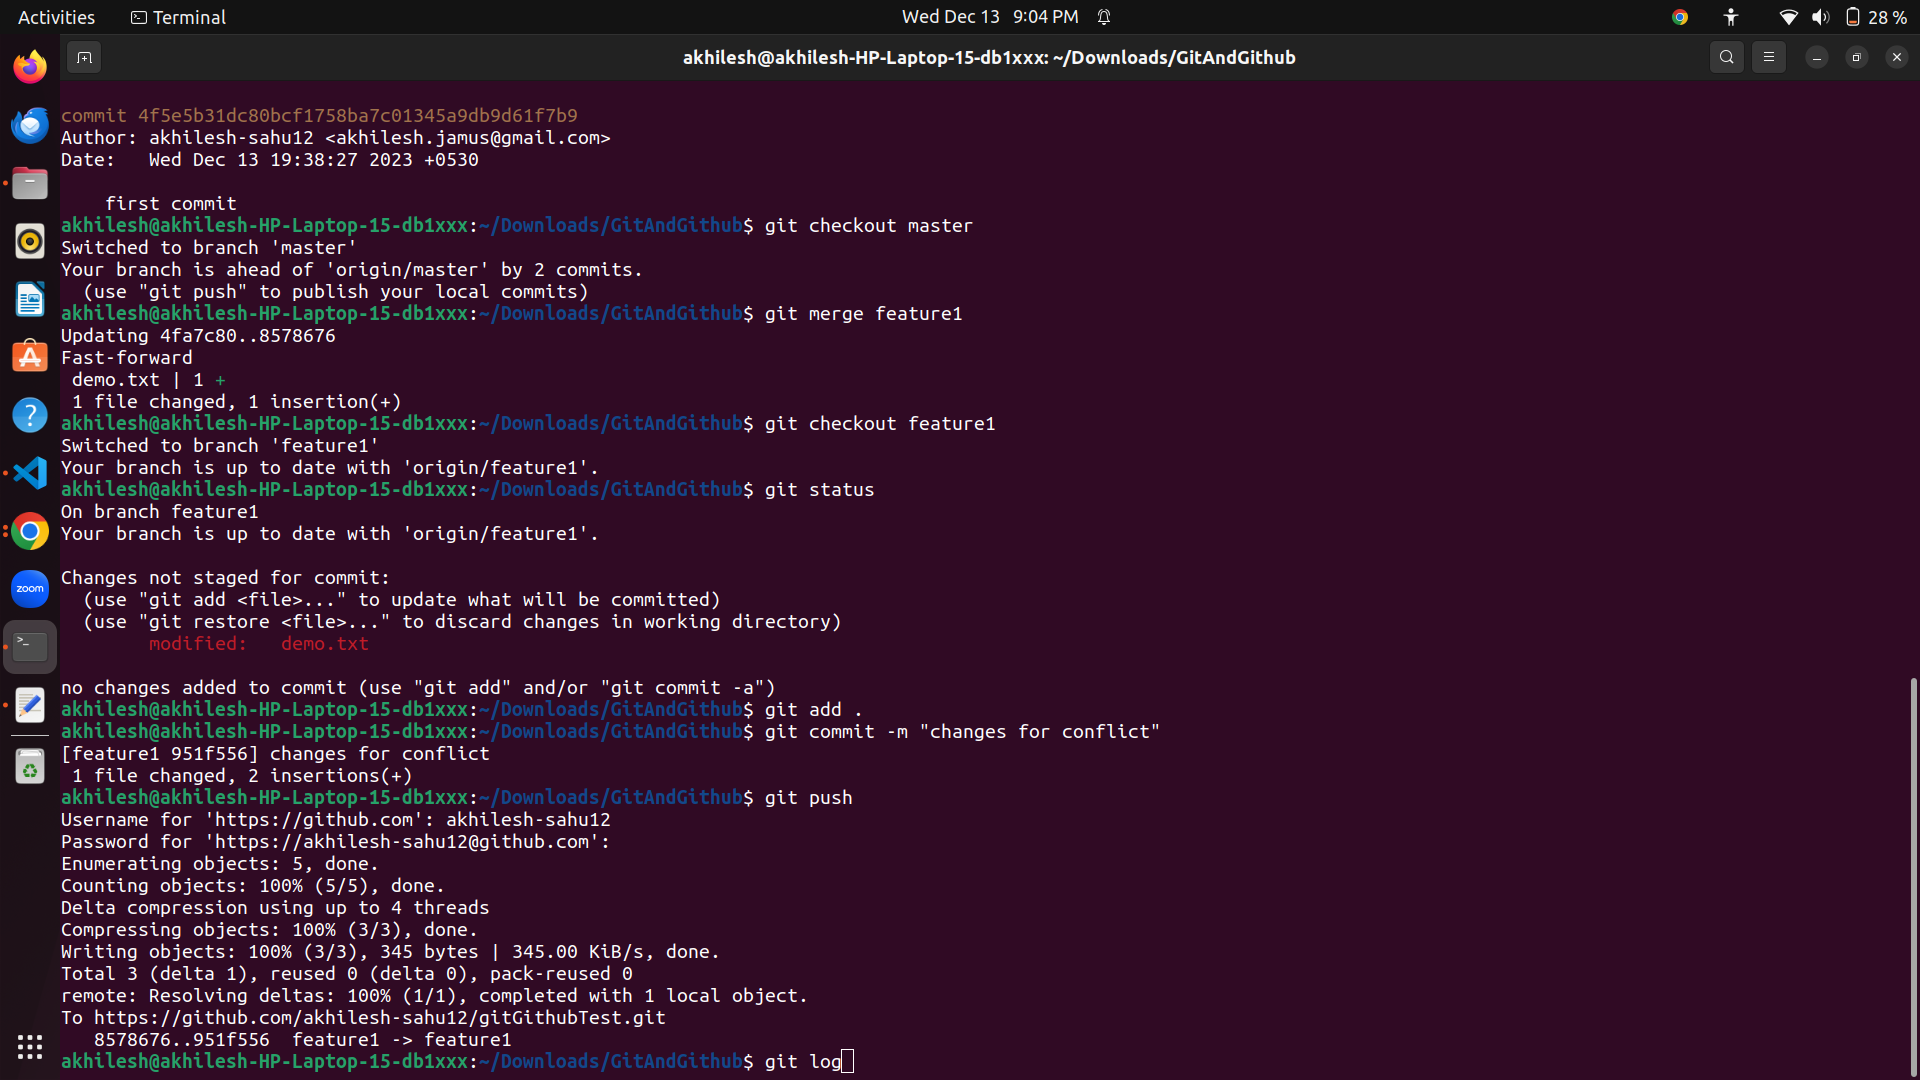 Activities
Terminal
Wed Dec 13 9:04 PM
28 %
akhilesh@akhilesh-HP-Laptop-15-db1xxx: ~/Downloads/GitAndGithub
commit 4f5e5b31dc80bcf1758ba7c01345a9db9d61f7b9
Author: akhilesh-sahu12 <akhilesh.jamus@gmail.com>
Date:   Wed Dec 13 19:38:27 2023 +0530
    first commit
akhilesh@akhilesh-HP-Laptop-15-db1xxx:~/Downloads/GitAndGithub$ git checkout master
Switched to branch 'master'
Your branch is ahead of 'origin/master' by 2 commits.
  (use "git push" to publish your local commits)
akhilesh@akhilesh-HP-Laptop-15-db1xxx:~/Downloads/GitAndGithub$ git merge feature1
Updating 4fa7c80..8578676
Fast-forward
 demo.txt | 1 +
 1 file changed, 1 insertion(+)
akhilesh@akhilesh-HP-Laptop-15-db1xxx:~/Downloads/GitAndGithub$ git checkout feature1
Switched to branch 'feature1'
Your branch is up to date with 'origin/feature1'.
akhilesh@akhilesh-HP-Laptop-15-db1xxx:~/Downloads/GitAndGithub$ git status
On branch feature1
Your branch is up to date with 'origin/feature1'.
Changes not staged for commit:
  (use "git add <file>..." to update what will be committed)
  (use "git restore <file>..." to discard changes in working directory)
        modified:   demo.txt
no changes added to commit (use "git add" and/or "git commit -a")
akhilesh@akhilesh-HP-Laptop-15-db1xxx:~/Downloads/GitAndGithub$ git add .
akhilesh@akhilesh-HP-Laptop-15-db1xxx:~/Downloads/GitAndGithub$ git commit -m "changes for conflict"
[feature1 951f556] changes for conflict
 1 file changed, 2 insertions(+)
akhilesh@akhilesh-HP-Laptop-15-db1xxx:~/Downloads/GitAndGithub$ git push
Username for 'https://github.com': akhilesh-sahu12
Password for 'https://akhilesh-sahu12@github.com':
Enumerating objects: 5, done.
Counting objects: 100% (5/5), done.
Delta compression using up to 4 threads
Compressing objects: 100% (3/3), done.
Writing objects: 100% (3/3), 345 bytes | 345.00 KiB/s, done.
Total 3 (delta 1), reused 0 (delta 0), pack-reused 0
remote: Resolving deltas: 100% (1/1), completed with 1 local object.
To https://github.com/akhilesh-sahu12/gitGithubTest.git
   8578676..951f556  feature1 -> feature1
akhilesh@akhilesh-HP-Laptop-15-db1xxx:~/Downloads/GitAndGithub$ git log
zoom